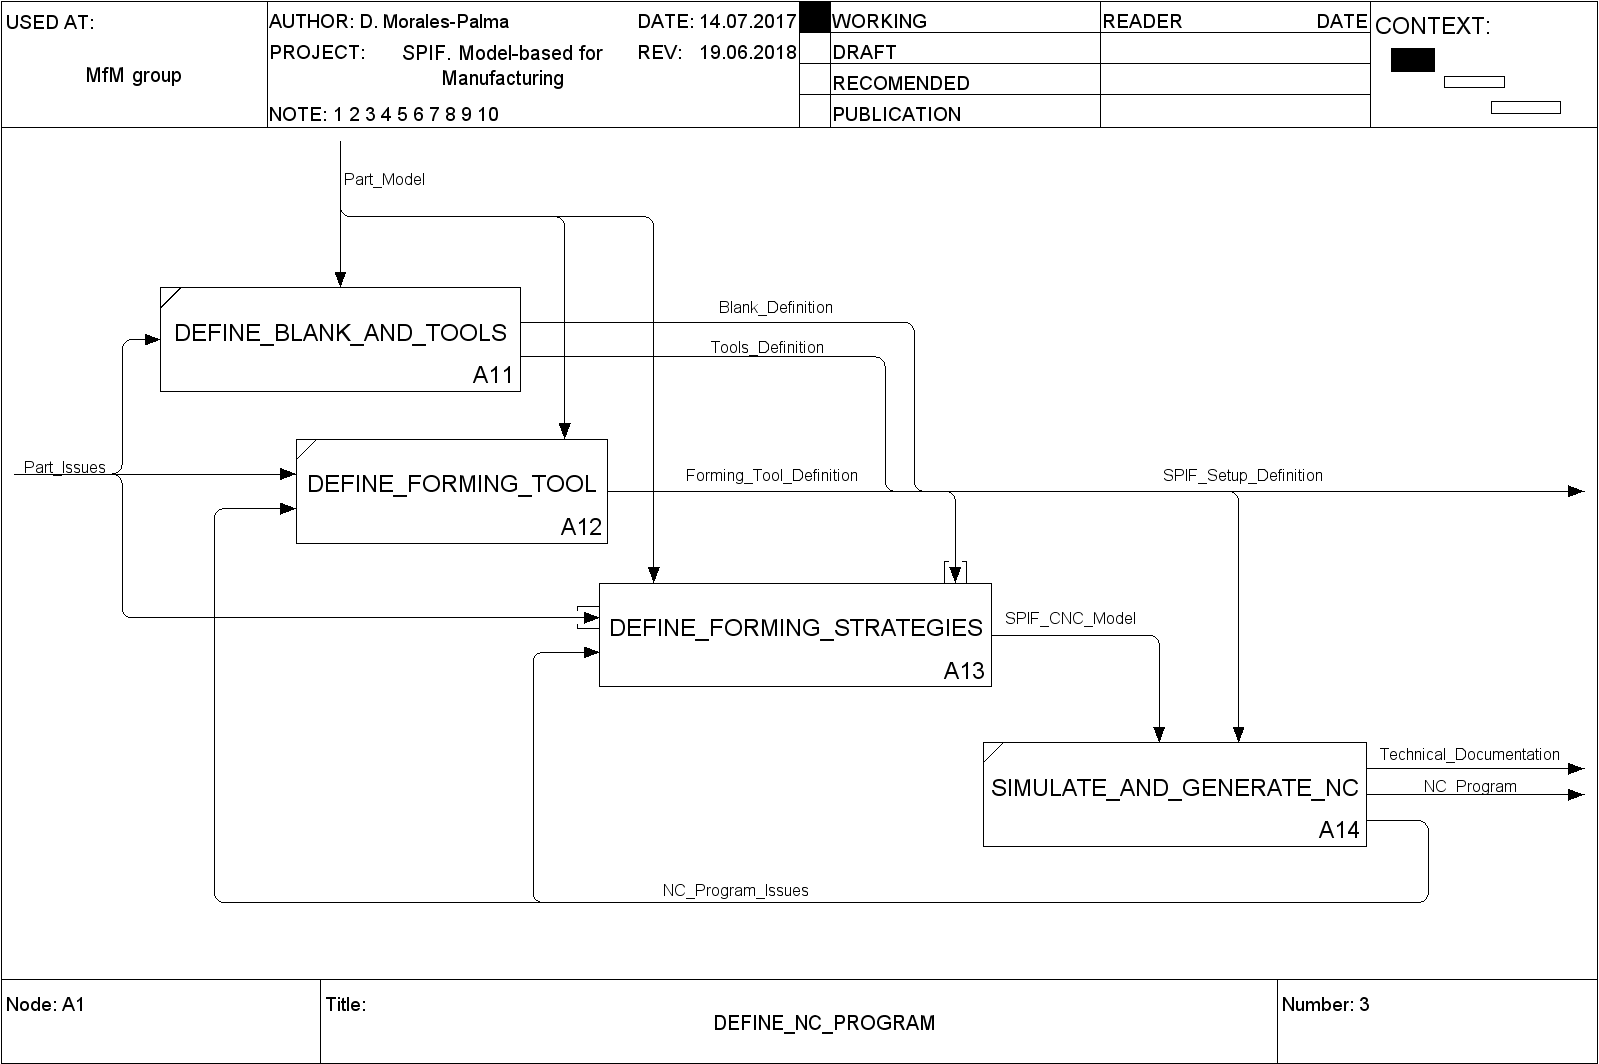 USED AT:
MfM group
AUTHOR: D. Morales-Palma
DATE: 14.07.2017
PROJECT: SPIF. Model-based for
Manufacturing
REV: 19.06.2018
NOTE: 1 2 3 4 5 6 7 8 9 10
WORKING
DRAFT
RECOMENDED
PUBLICATION
READER
DATE
CONTEXT:
Part_Model
Blank_Definition
DEFINE_BLANK_AND_TOOLS
Tools_Definition
A11
Part_Issues
DEFINE_FORMING_TOOL
Forming_Tool_Definition
SPIF_Setup_Definition
A12
DEFINE_FORMING_STRATEGIES
SPIF_CNC_Model
A13
SIMULATE_AND_GENERATE_NC
Technical_Documentation
NC_Program
A14
NC_Program_Issues
Node: A1
Title:
DEFINE_NC_PROGRAM
Number: 3